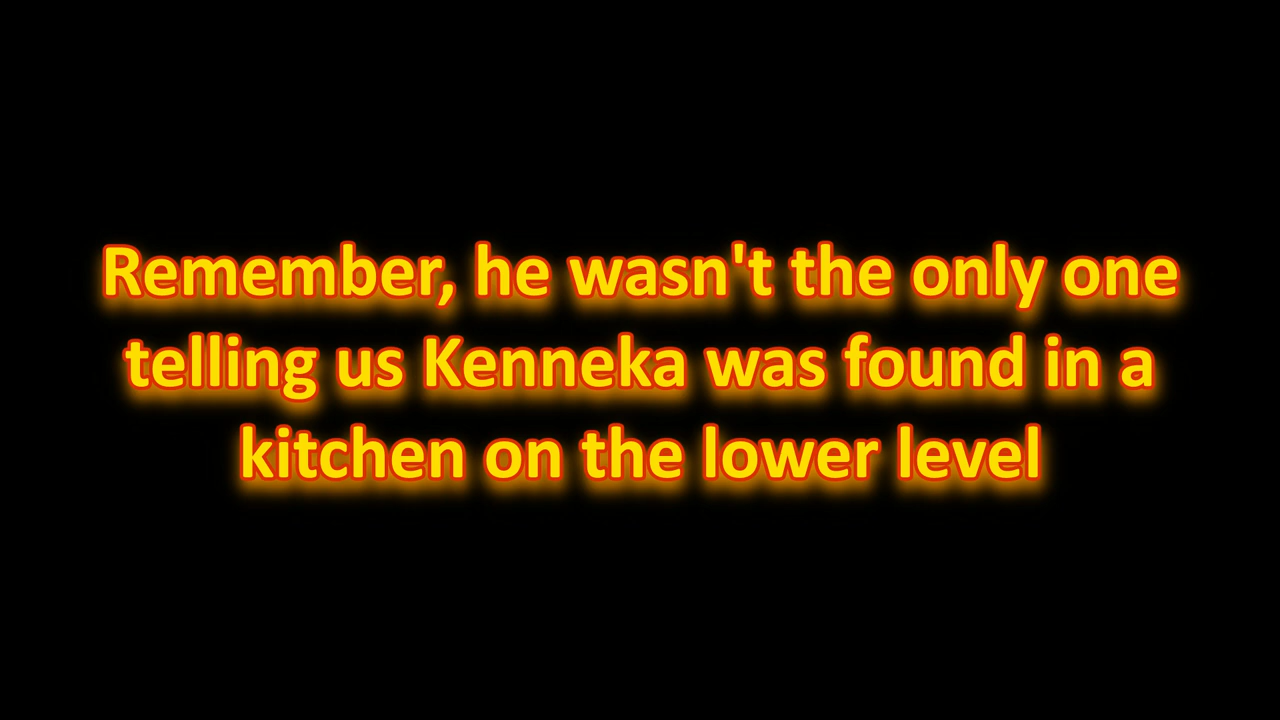 Remember, he wasn't the only one
telling us Kenneka was found in a
kitchen on the lower level